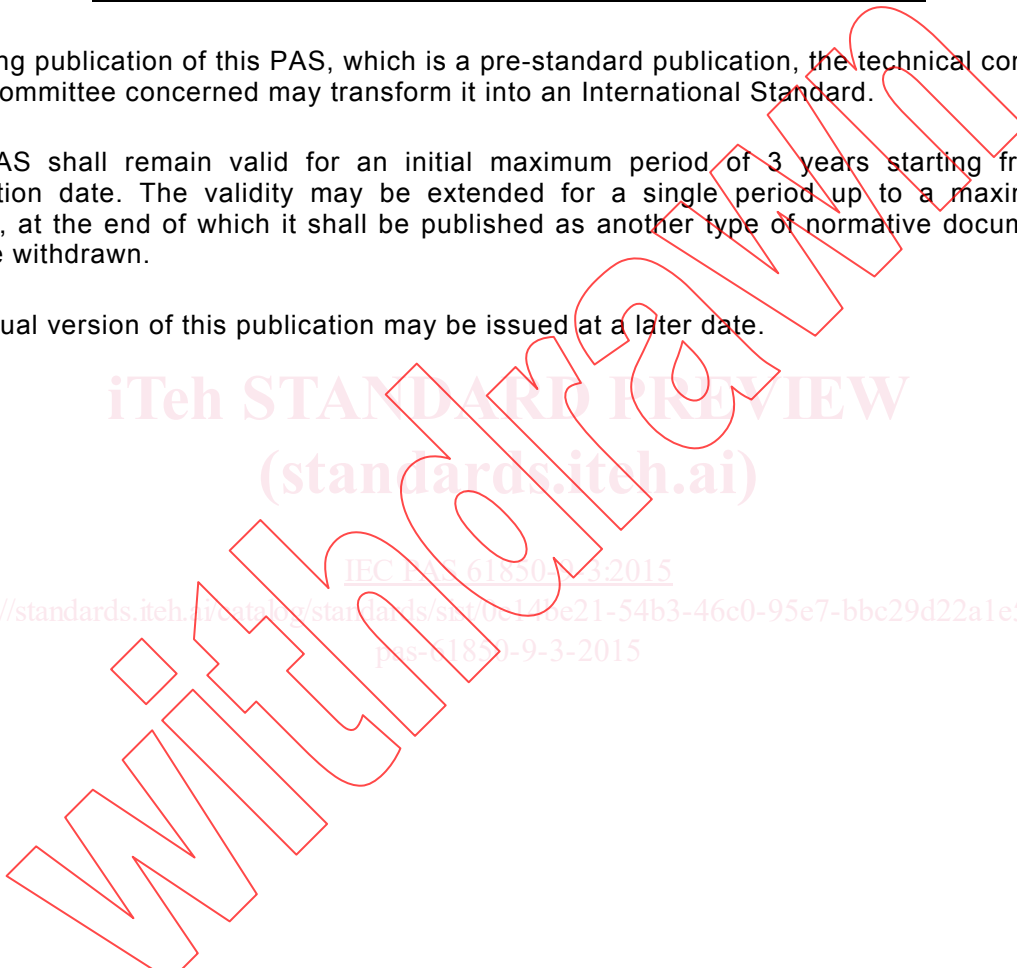 ng publication of this PAS, which is a pre-standard publication, the technical con
ommittee concerned may transform it into an International Standard.
AS shall remain valid for an initial maximum period of 3 years starting fr
tion date. The validity may be extended for a single period up to a maxin
, at the end of which it shall be published as another type of normative docum
e withdrawn.
ual version of this publication may be issued at a later date.
iTeh STANDARD PREVIEW
(standards.iteh.ai)
IEC PAS 61850-9-3:2015
//standards.iteh.ai/catalog/standards/sist/0c14be21-54b3-46c0-95e7-bbc29d22a1e5
pas-61850-9-3-2015
withdrawn